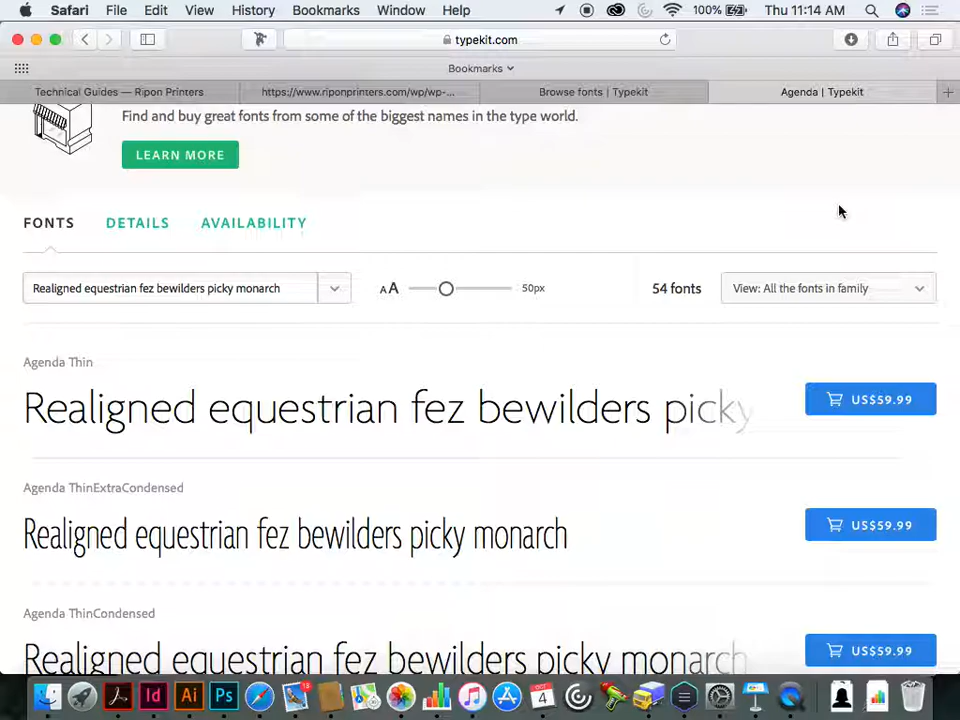 Safari File Edit View History Bookmarks Window Help 100% Thu 11:14 AM
typekit.com
Bookmarks
Technical Guides — Ripon Printers https://www.riponprinters.com/wp/wp-... Browse fonts | Typekit Agenda | Typekit
Find and buy great fonts from some of the biggest names in the type world.
LEARN MORE
FONTS DETAILS AVAILABILITY
Realigned equestrian fez bewilders picky monarch AA 50px 54 fonts View: All the fonts in family
Agenda Thin
Realigned equestrian fez bewilders picky US$59.99
Agenda ThinExtraCondensed
Realigned equestrian fez bewilders picky monarch US$59.99
Agenda ThinCondensed
Realigned equestrian fez bewilders picky monarch US$59.99
Id Ai Ps